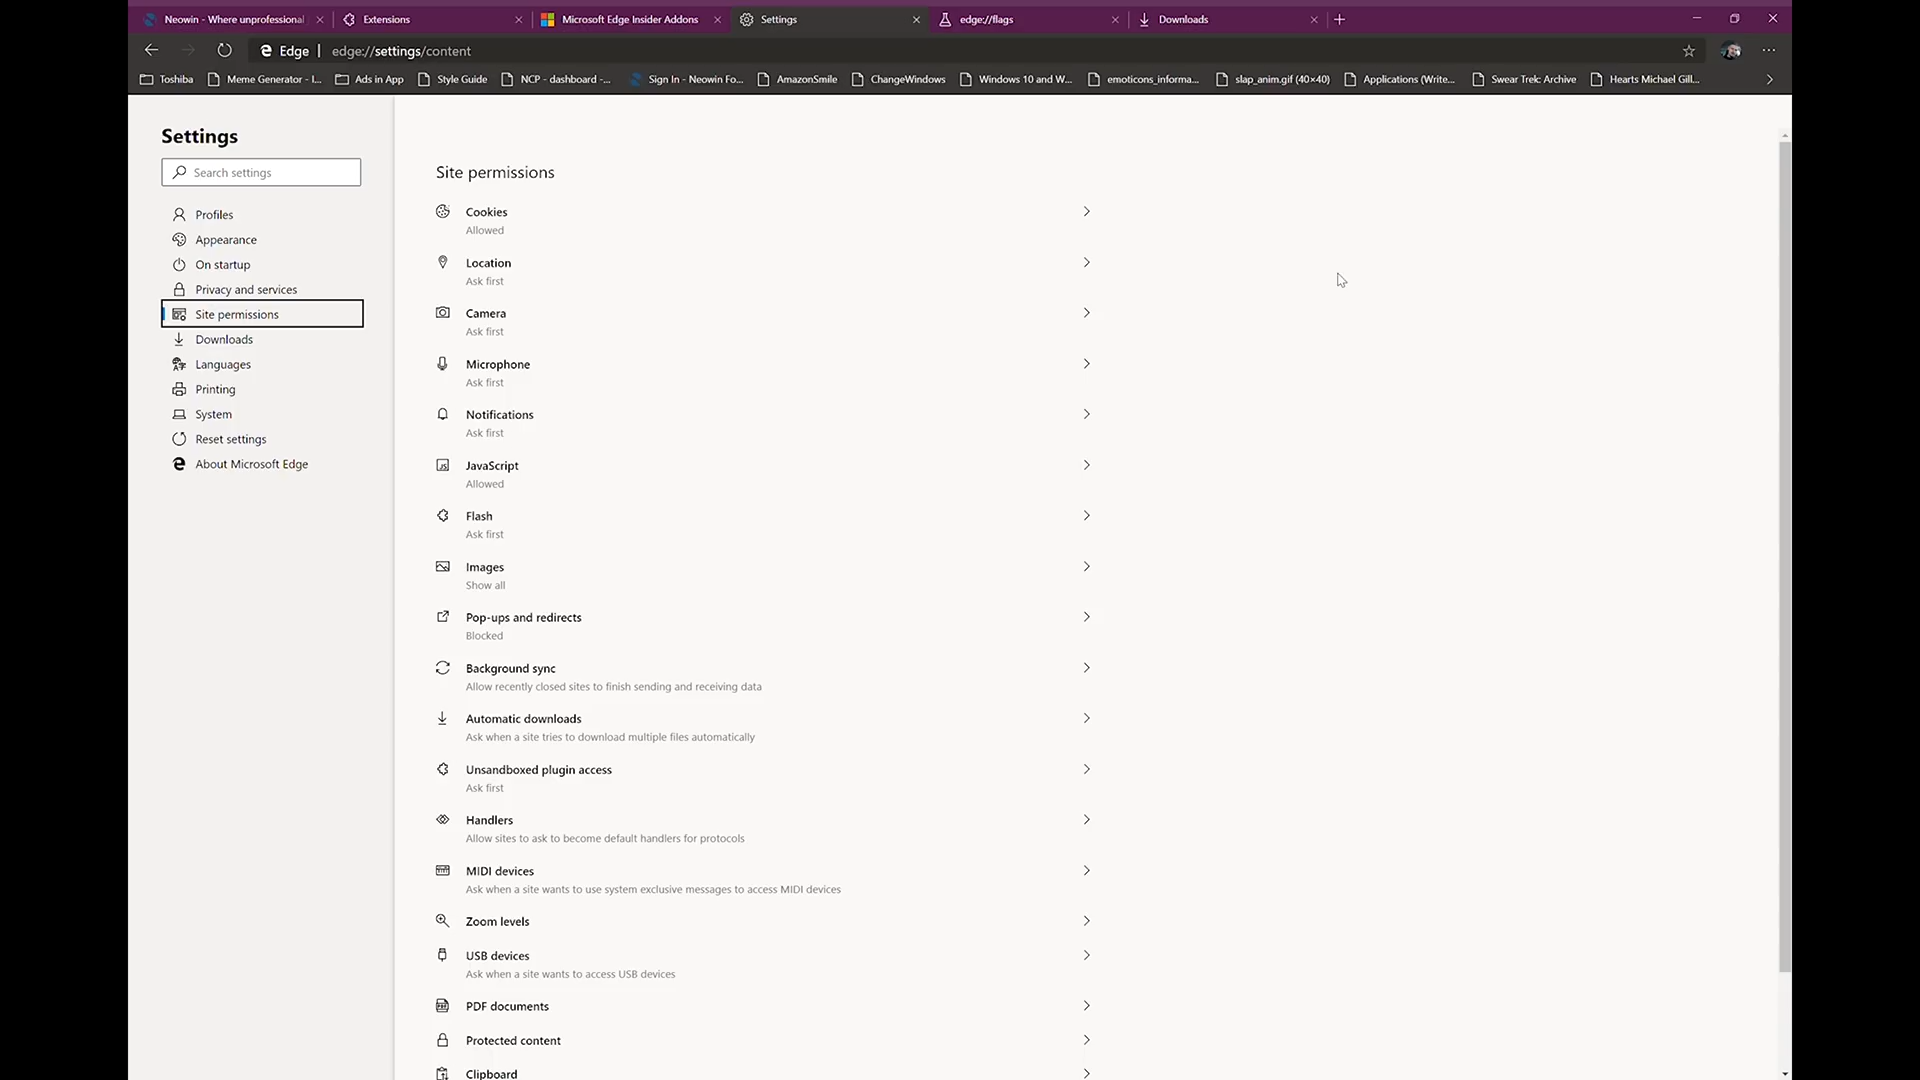 Neowin - Where unprofessional
Extensions
Microsoft Edge Insider Addons
Settings
edge://flags
Downloads
Edge | edge://settings/content
Toshiba
Meme Generator - I...
Ads in App
Style Guide
NCP - dashboard -...
Sign In - Neowin Fo...
AmazonSmile
ChangeWindows
Windows 10 and W...
emoticons_informa...
slap_anim.gif (40×40)
Applications (Write...
Swear Trek: Archive
Hearts Michael Gill...
Settings
Search settings
Profiles
Appearance
On startup
Privacy and services
Site permissions
Downloads
Languages
Printing
System
Reset settings
About Microsoft Edge
Site permissions
Cookies
Allowed
Location
Ask first
Camera
Ask first
Microphone
Ask first
Notifications
Ask first
JavaScript
Allowed
Flash
Ask first
Images
Show all
Pop-ups and redirects
Blocked
Background sync
Allow recently closed sites to finish sending and receiving data
Automatic downloads
Ask when a site tries to download multiple files automatically
Unsandboxed plugin access
Ask first
Handlers
Allow sites to ask to become default handlers for protocols
MIDI devices
Ask when a site wants to use system exclusive messages to access MIDI devices
Zoom levels
USB devices
Ask when a site wants to access USB devices
PDF documents
Protected content
Clipboard